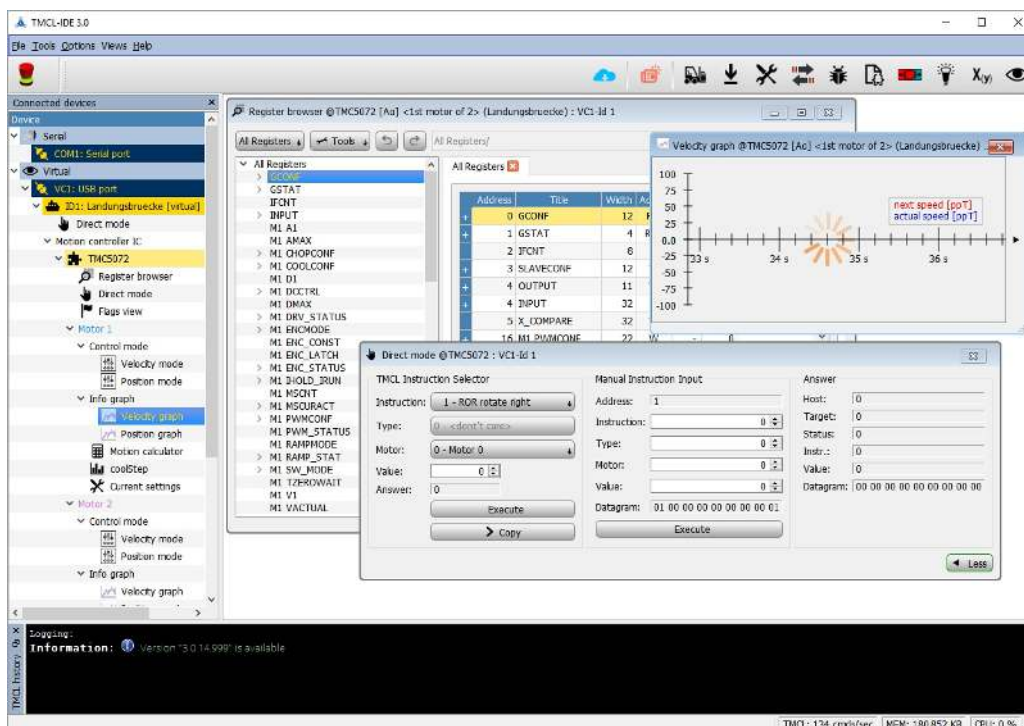 TMCL-IDE 3.0
File Tools Options Views Help
X(y)
Connected devices
Device
Serial
COM1: Serial port
Virtual
VC1: USB port
ID1: Landungsbruecke [virtual]
Direct mode
Motion controller IC
TMC5072
Register browser
Direct mode
Flags view
Motor 1
Control mode
Velocity mode
Position mode
Info graph
Velocity graph
Position graph
Motion calculator
coolStep
Current settings
Motor 2
Control mode
Velocity mode
Position mode
Info graph
Velocity graph
Register browser @TMC5072 [Aq] <1st motor of 2> (Landungsbruecke) : VC1-Id 1
All Registers Tools All Registers/
All Registers
GCONF
GSTAT
IFCNT
INPUT
M1 A1
M1 AMAX
M1 CHOPCONF
M1 COOLCONF
M1 D1
M1 DCCTRL
M1 DMAX
M1 DRV_STATUS
M1 ENCMODE
M1 ENC_CONST
M1 ENC_LATCH
M1 ENC_STATUS
M1 IHOLD_IRUN
M1 MSCNT
M1 MSCURACT
M1 PWMCONF
M1 PWM_STATUS
M1 RAMPMODE
M1 RAMP_STAT
M1 SW_MODE
M1 TZEROWAIT
M1 V1
M1 VACTUAL
All Registers
Address Title Width
0 GCONF 12
1 GSTAT 4 R
2 IFCNT 8
3 SLAVECONF 12
4 OUTPUT 11
4 INPUT 32
5 X_COMPARE 32
16 M1 PWMCONF 22 W - 0
Velocity graph @TMC5072 [Aq] <1st motor of 2> (Landungsbruecke) ...
100
75
50
25
0.0
-25
-50
-75
-100
33 s 34 s 35 s 36 s
next speed [ppT]
actual speed [ppT]
Direct mode @TMC5072 : VC1-Id 1
TMCL Instruction Selector
Instruction: 1 - ROR rotate right
Type: 0 - <don't care>
Motor: 0 - Motor 0
Value: 0
Answer: 0
Execute
Copy
Manual Instruction Input
Address: 1
Instruction: 0
Type: 0
Motor: 0
Value: 0
Datagram: 01 00 00 00 00 00 00 00 01
Execute
Answer
Host: 0
Target: 0
Status: 0
Instr.: 0
Value: 0
Datagram: 00 00 00 00 00 00 00 00 00
Less
TMCL history
Logging:
Information: Version "3.0.14.999" is available
TMCL: 134 cmds/sec MEM: 180,852 KB CPU: 0 %